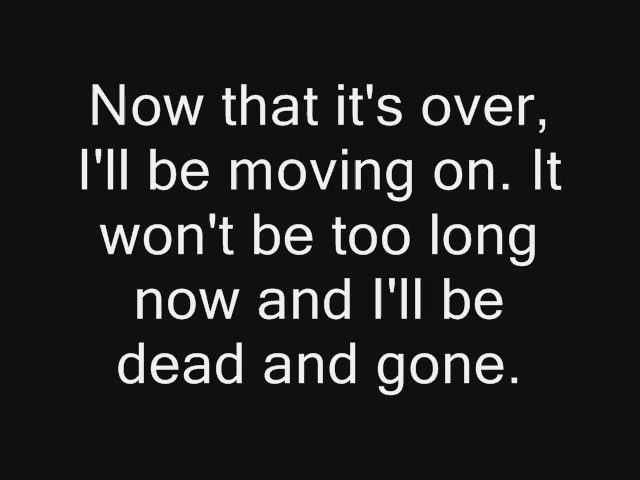 Now that it's over,
I'll be moving on. It
won't be too long
now and I'll be
dead and gone.